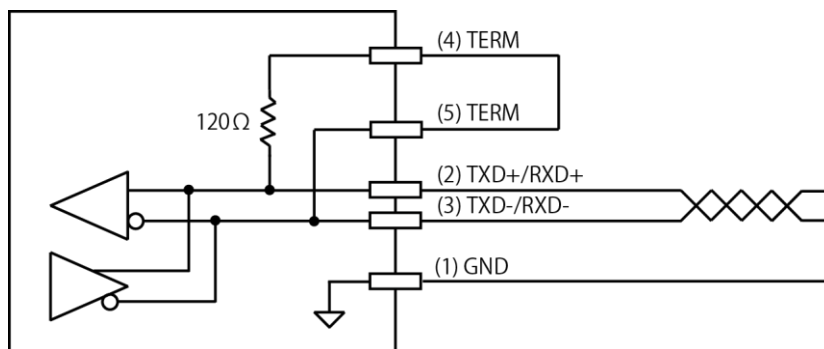 (4) TERM
120Ω
(5) TERM
(2) TXD+/RXD+
(3) TXD-/RXD-
(1) GND